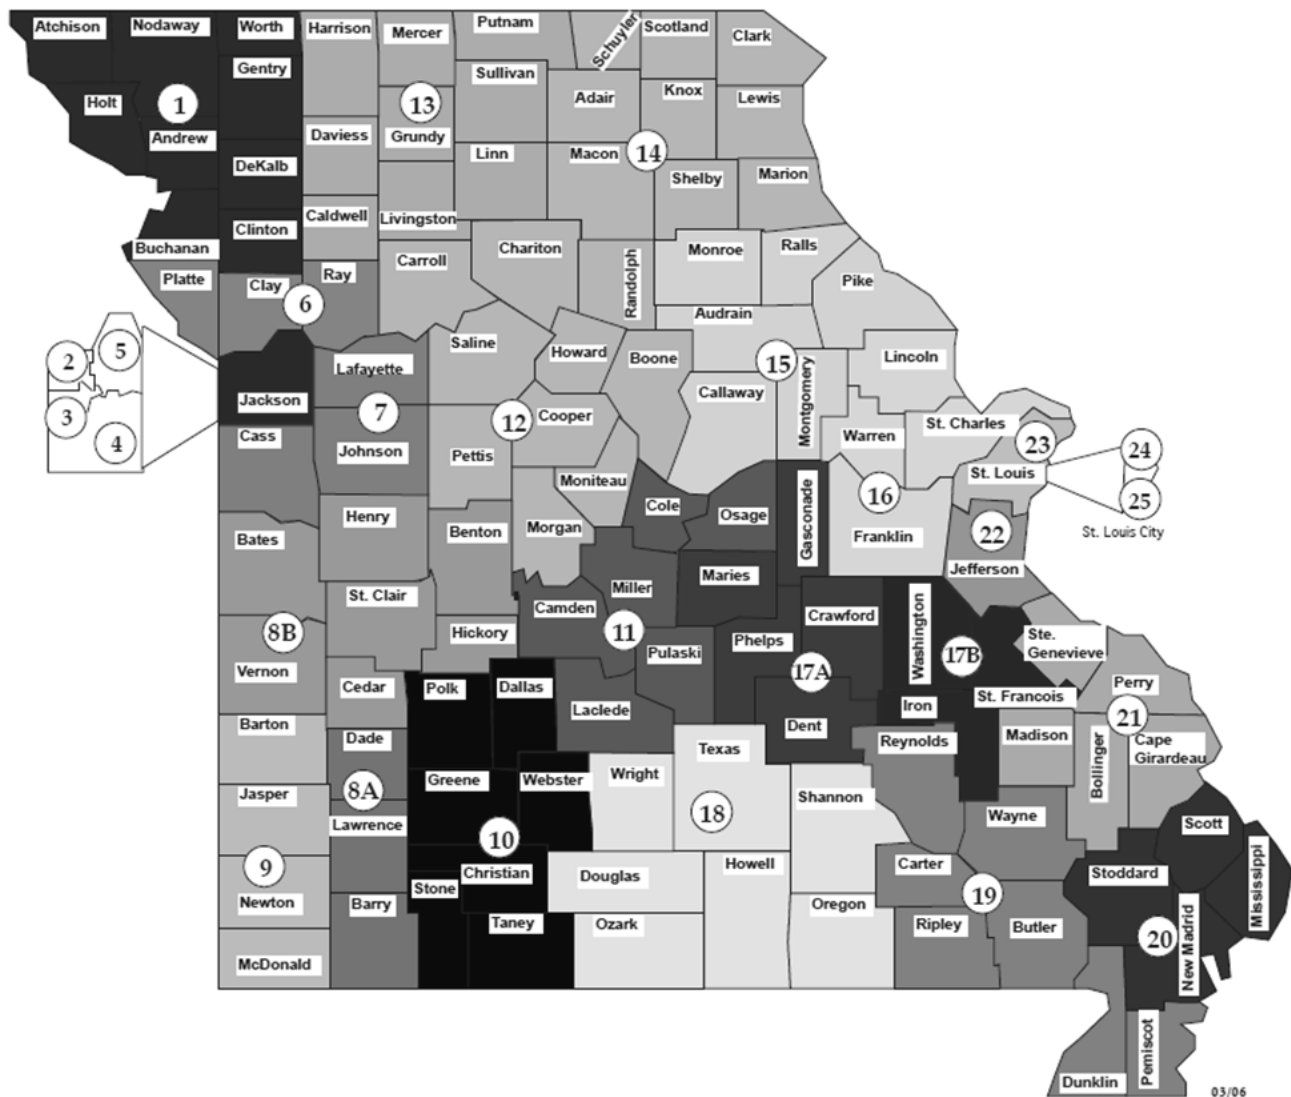 Atchison
Nodaway
Worth
Harrison
Mercer
Putnam
Schuyler
Scotland
Clark
Gentry
Sullivan
Holt
1
13
Adair
Knox
Lewis
Andrew
Daviess
Grundy
DeKalb
Linn
Macon
14
Shelby
Marion
Clinton
Caldwell
Livingston
Buchanan
Chariton
Randolph
Monroe
Ralls
Platte
Clay
Ray
Carroll
6
Pike
Audrain
2
5
Saline
Howard
Boone
15
Lincoln
Lafayette
Jackson
3
4
7
12
Cooper
Callaway
Montgomery
Warren
St. Charles
Cass
Johnson
Pettis
23
24
St. Louis
25
St. Louis City
Moniteau
16
Henry
Benton
Morgan
Cole
Osage
Gasconade
Franklin
22
Bates
Jefferson
St. Clair
Miller
Maries
Camden
Crawford
Washington
8B
Hickory
11
Phelps
Pulaski
17A
17B
Ste.
Genevieve
Vernon
Cedar
Polk
Dallas
Laclede
Iron
St. Francois
Perry
Barton
Dade
Texas
Dent
Reynolds
Madison
21
Bollinger
Cape
Girardeau
Jasper
8A
Greene
Webster
Wright
18
Shannon
Lawrence
10
Wayne
Scott
9
Stone
Christian
Douglas
Howell
Carter
Stoddard
Mississippi
Newton
Barry
Taney
Ozark
Oregon
19
Ripley
Butler
20
New Madrid
McDonald
Dunklin
Pemiscot
03/06